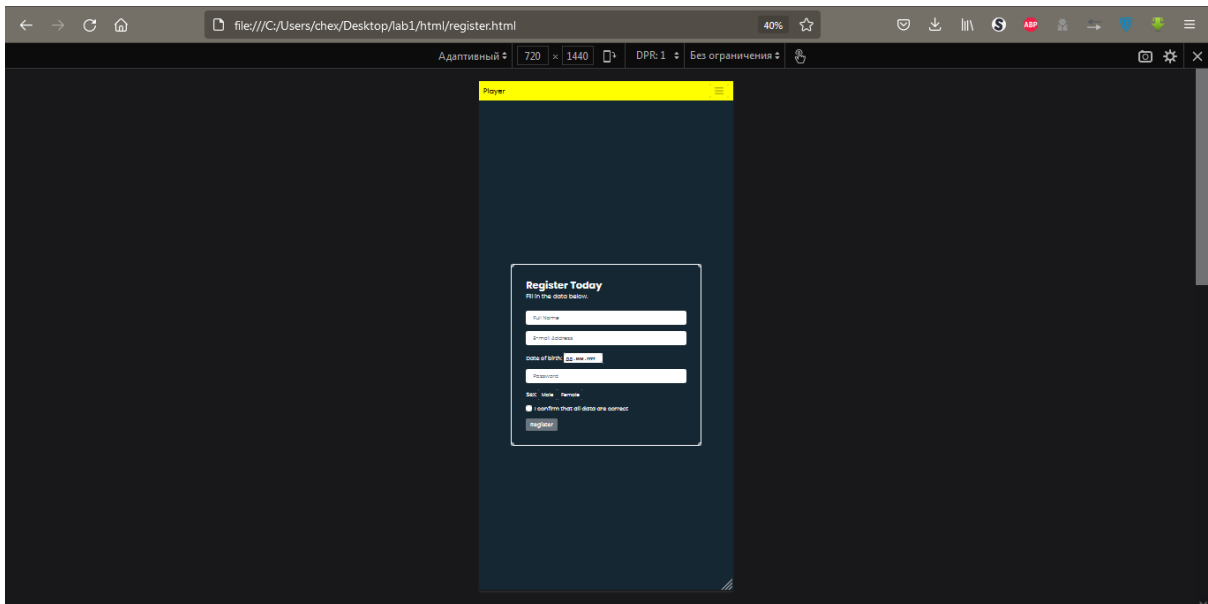 file:///C:/Users/chex/Desktop/lab1/html/register.html 40% ABP
Адаптивный 720 × 1440 DPR: 1 Без ограничения
Player
Register Today
Fill in the data below.
Full Name
E-mail Address
Date of birth:
Password
Sex: Male Female
I confirm that all data are correct
Register